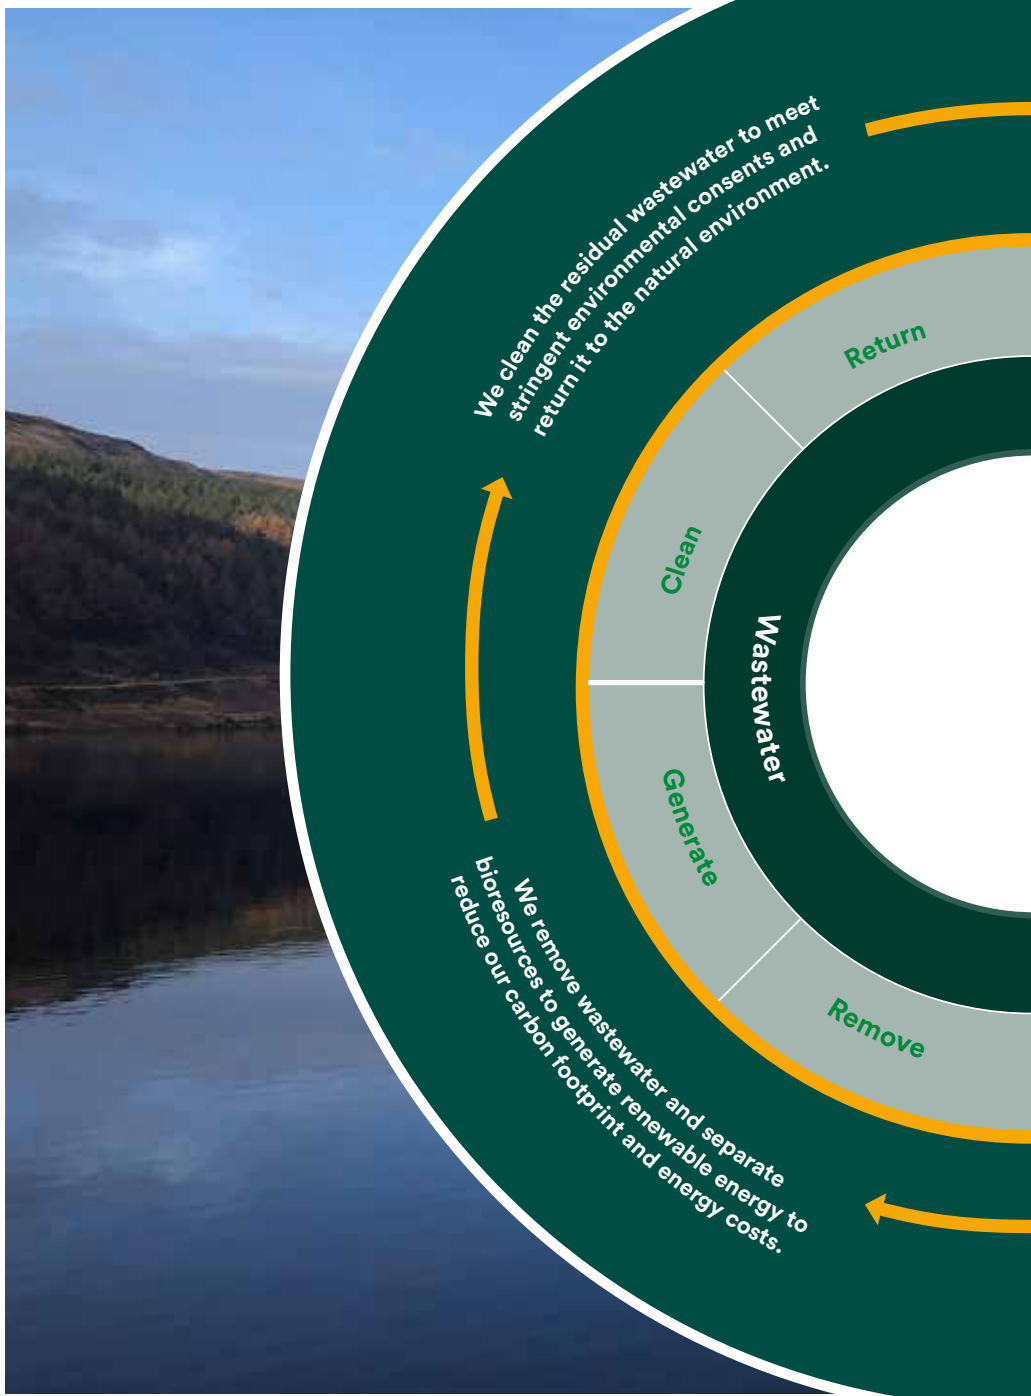 We clean the residual wastewater to meet
stringent environmental consents and
return it to the natural environment.
Return
Clean
Wastewater
Generate
Remove
We remove wastewater and separate
bioresources to generate renewable energy to
reduce our carbon footprint and energy costs.